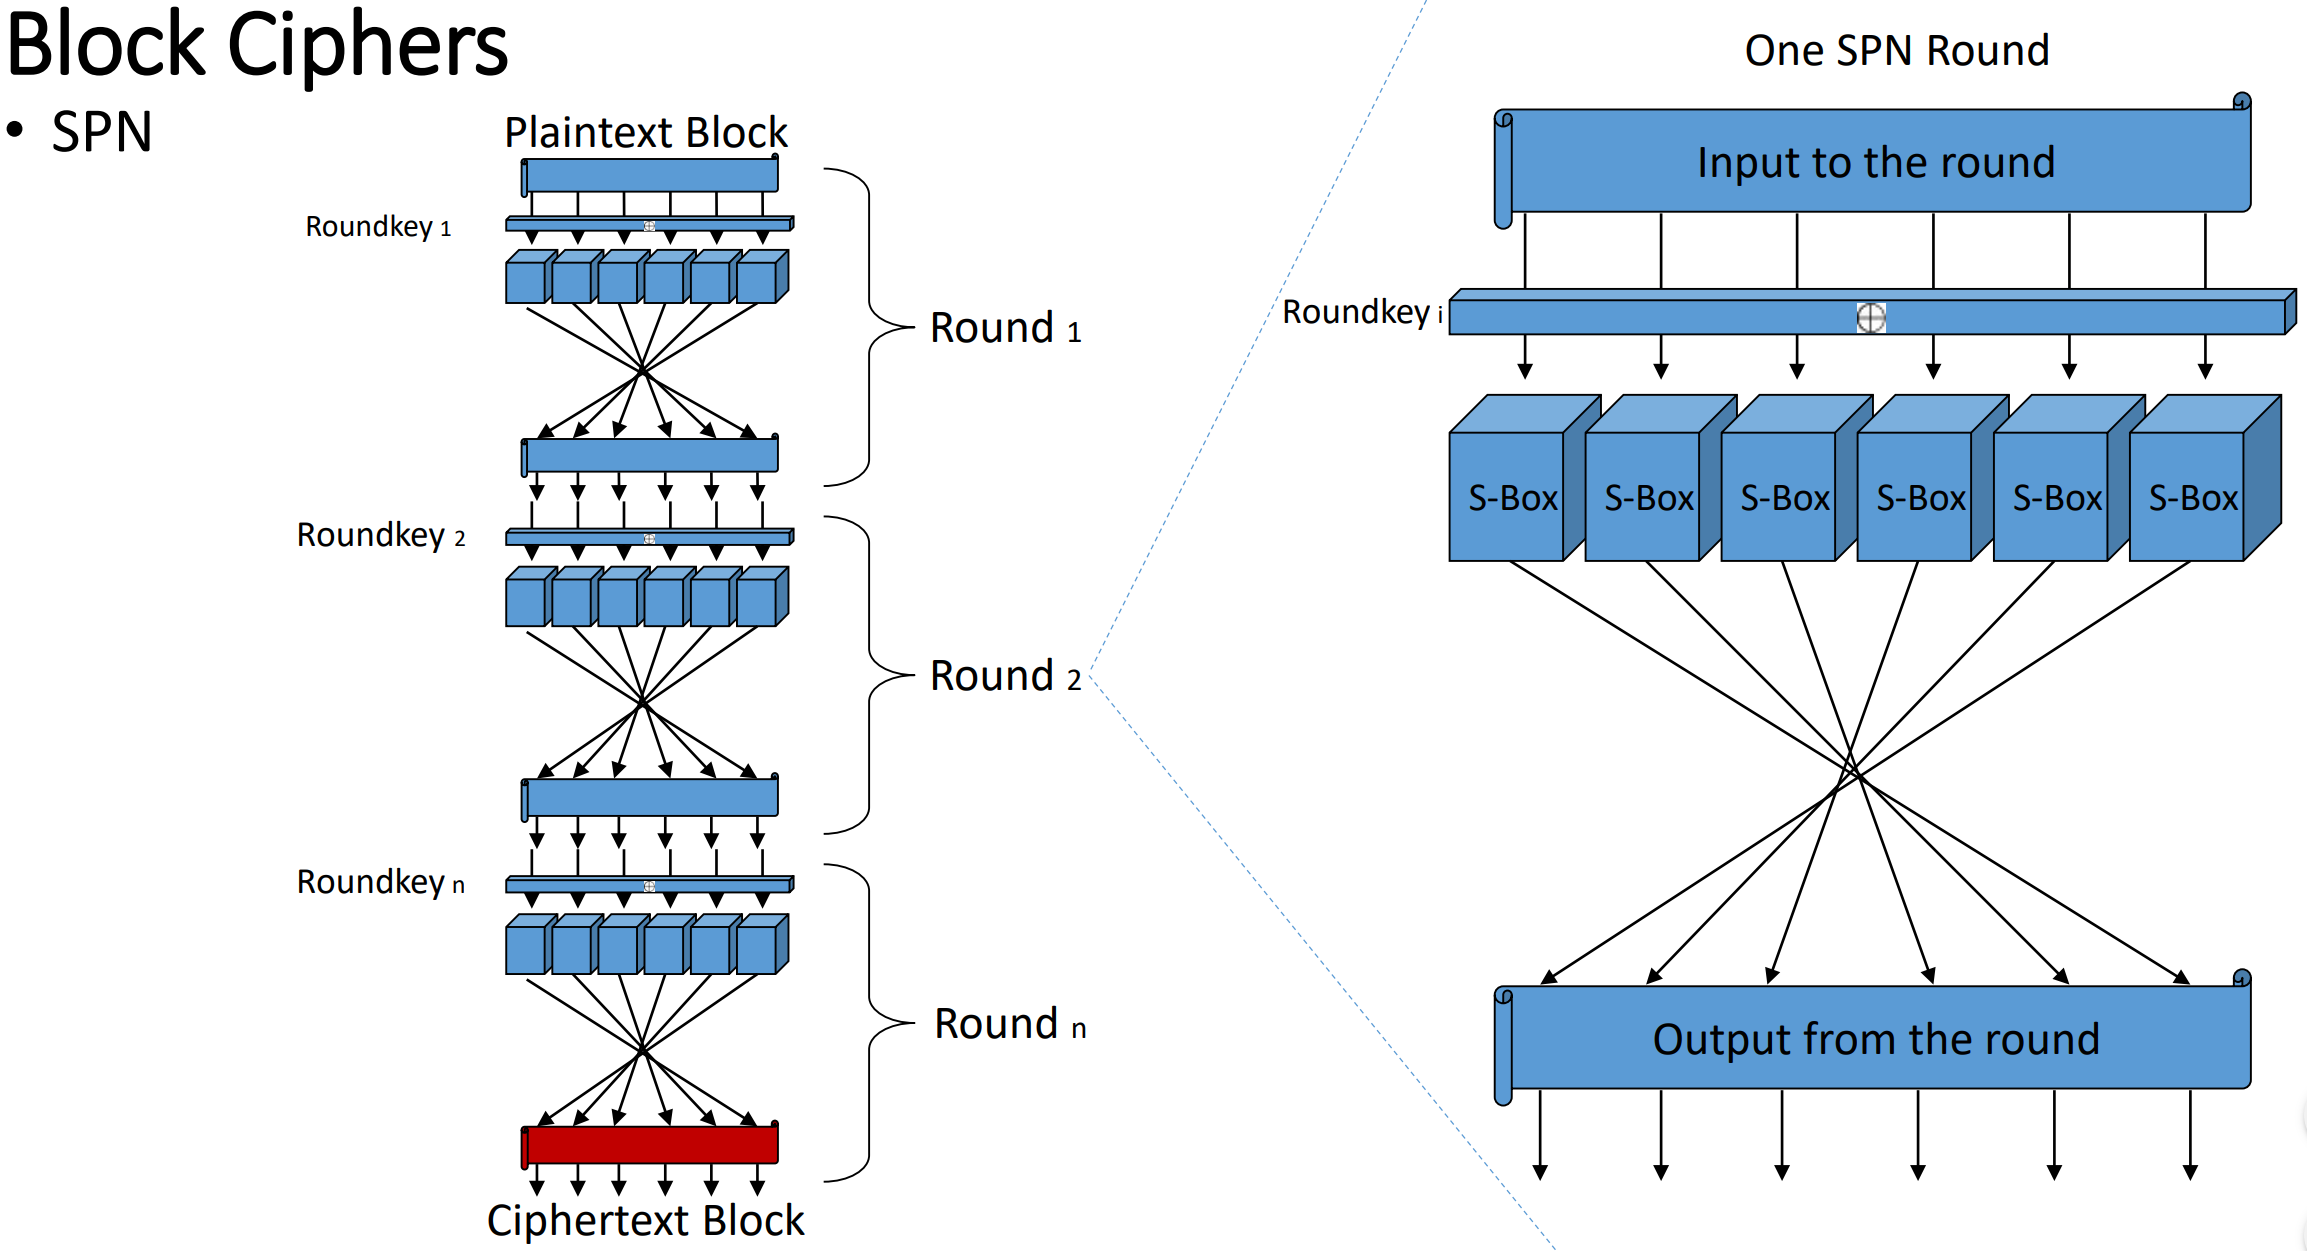 Block Ciphers
• SPN
Plaintext Block
Roundkey 1
Round 1
Roundkey 2
Round 2
Roundkey n
Round n
Ciphertext Block
One SPN Round
Input to the round
Roundkey i
S-Box S-Box S-Box S-Box S-Box S-Box
Output from the round